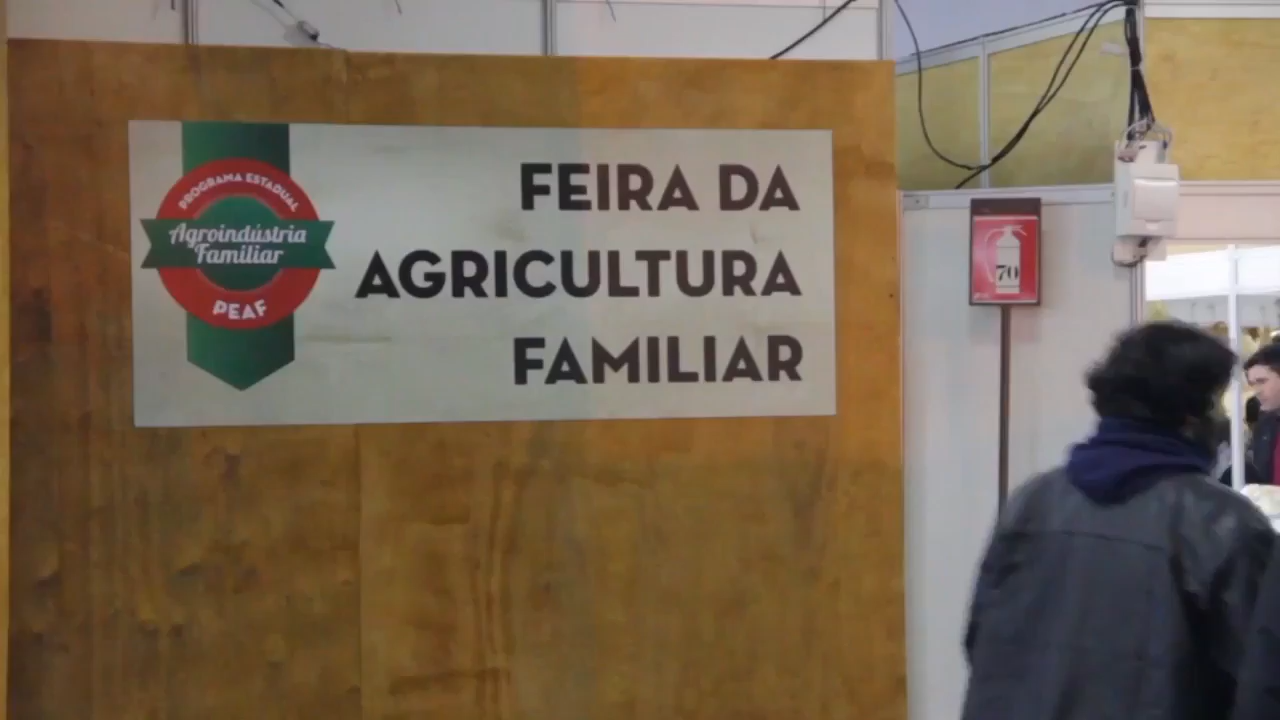 PROGRAMA ESTADUAL
Agroindústria
Familiar
PEAF
FEIRA DA
AGRICULTURA
FAMILIAR
70